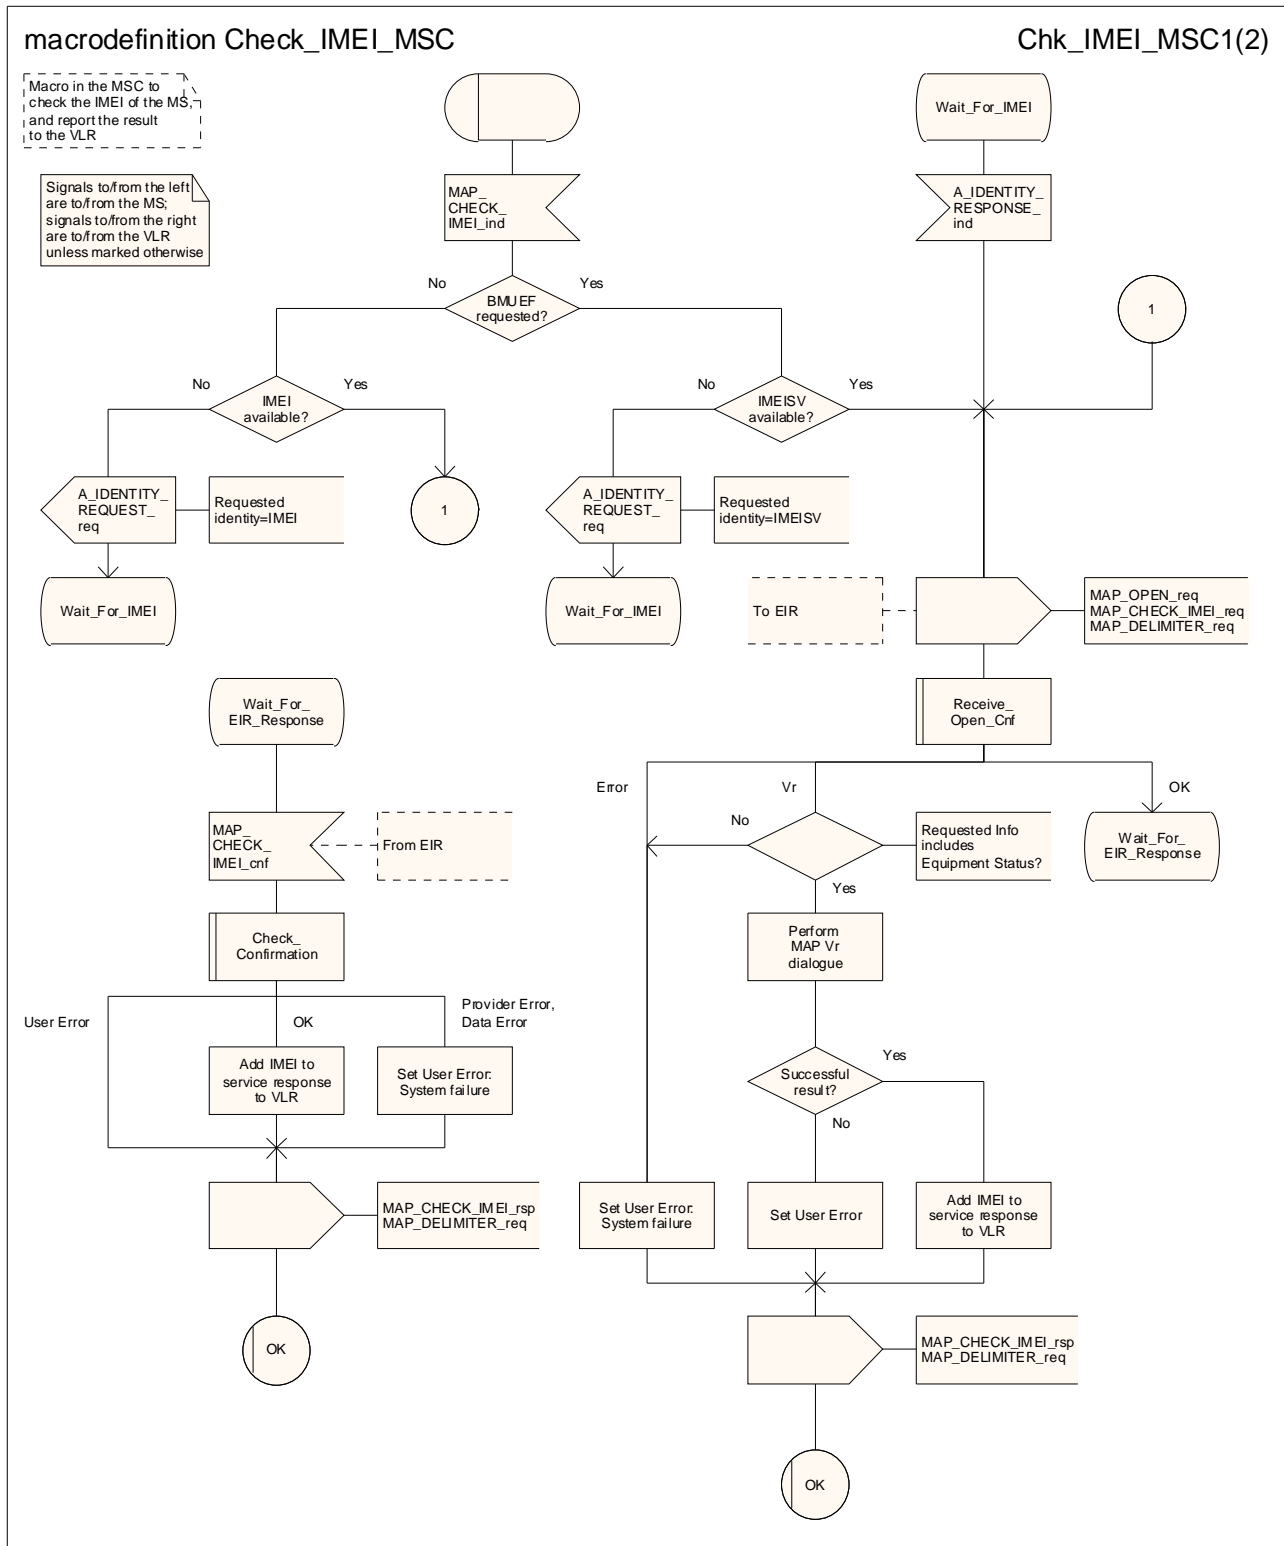 macrodefinition Check_IMEI_MSC
Chk_IMEI_MSC1(2)
Macro in the MSC to
check the IMEI of the MS,
and report the result
to the VLR
Signals to/from the left
are to/from the MS;
signals to/from the right
are to/from the VLR
unless marked otherwise
MAP_
CHECK_
IMEI_ind
Wait_For_IMEI
A_IDENTITY_
RESPONSE_
ind
No
Yes
BMUEF
requested?
1
No
Yes
IMEI
available?
No
Yes
IMEISV
available?
A_IDENTITY_
REQUEST_
req
Requested
identity=IMEI
1
A_IDENTITY_
REQUEST_
req
Requested
identity=IMEISV
Wait_For_IMEI
Wait_For_IMEI
To EIR
MAP_OPEN_req
MAP_CHECK_IMEI_req
MAP_DELIMITER_req
Receive_
Open_Cnf
Wait_For_
EIR_Response
Error
Vr
OK
MAP_
CHECK_
IMEI_cnf
From EIR
No
Requested Info
includes
Equipment Status?
Wait_For_
EIR_Response
Yes
Check_
Confirmation
Perform
MAP Vr
dialogue
User Error
OK
Provider Error,
Data Error
Add IMEI to
service response
to VLR
Set User Error:
System failure
Successful
result?
Yes
No
MAP_CHECK_IMEI_rsp
MAP_DELIMITER_req
Set User Error:
System failure
Set User Error
Add IMEI to
service response
to VLR
OK
MAP_CHECK_IMEI_rsp
MAP_DELIMITER_req
OK